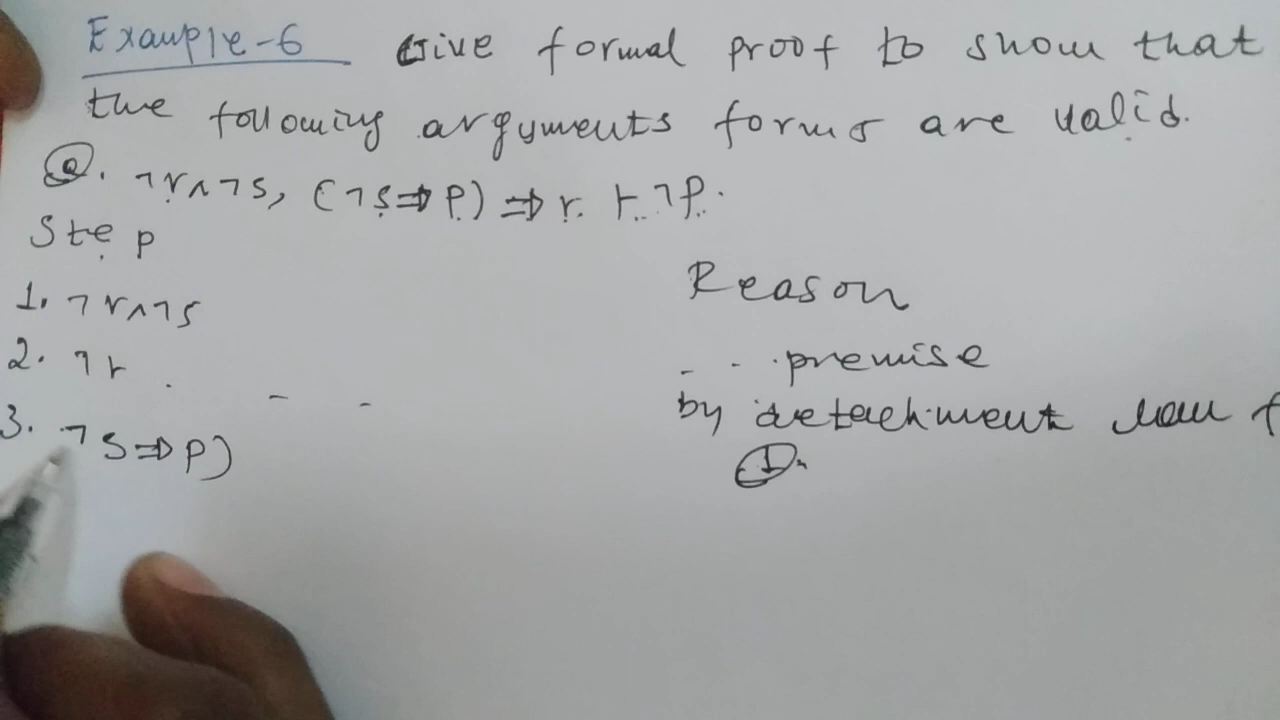 Example-6 Give formal proof to show that
the following arguments forms are valid.
(a). ¬r∧¬s, (¬s⇒p)⇒r. ⊢ ¬p.
Step
Reason
1. ¬r∧¬s
- - . premise
2. ¬r . - -
by detachment law f
(1).
3. ¬s⇒p)